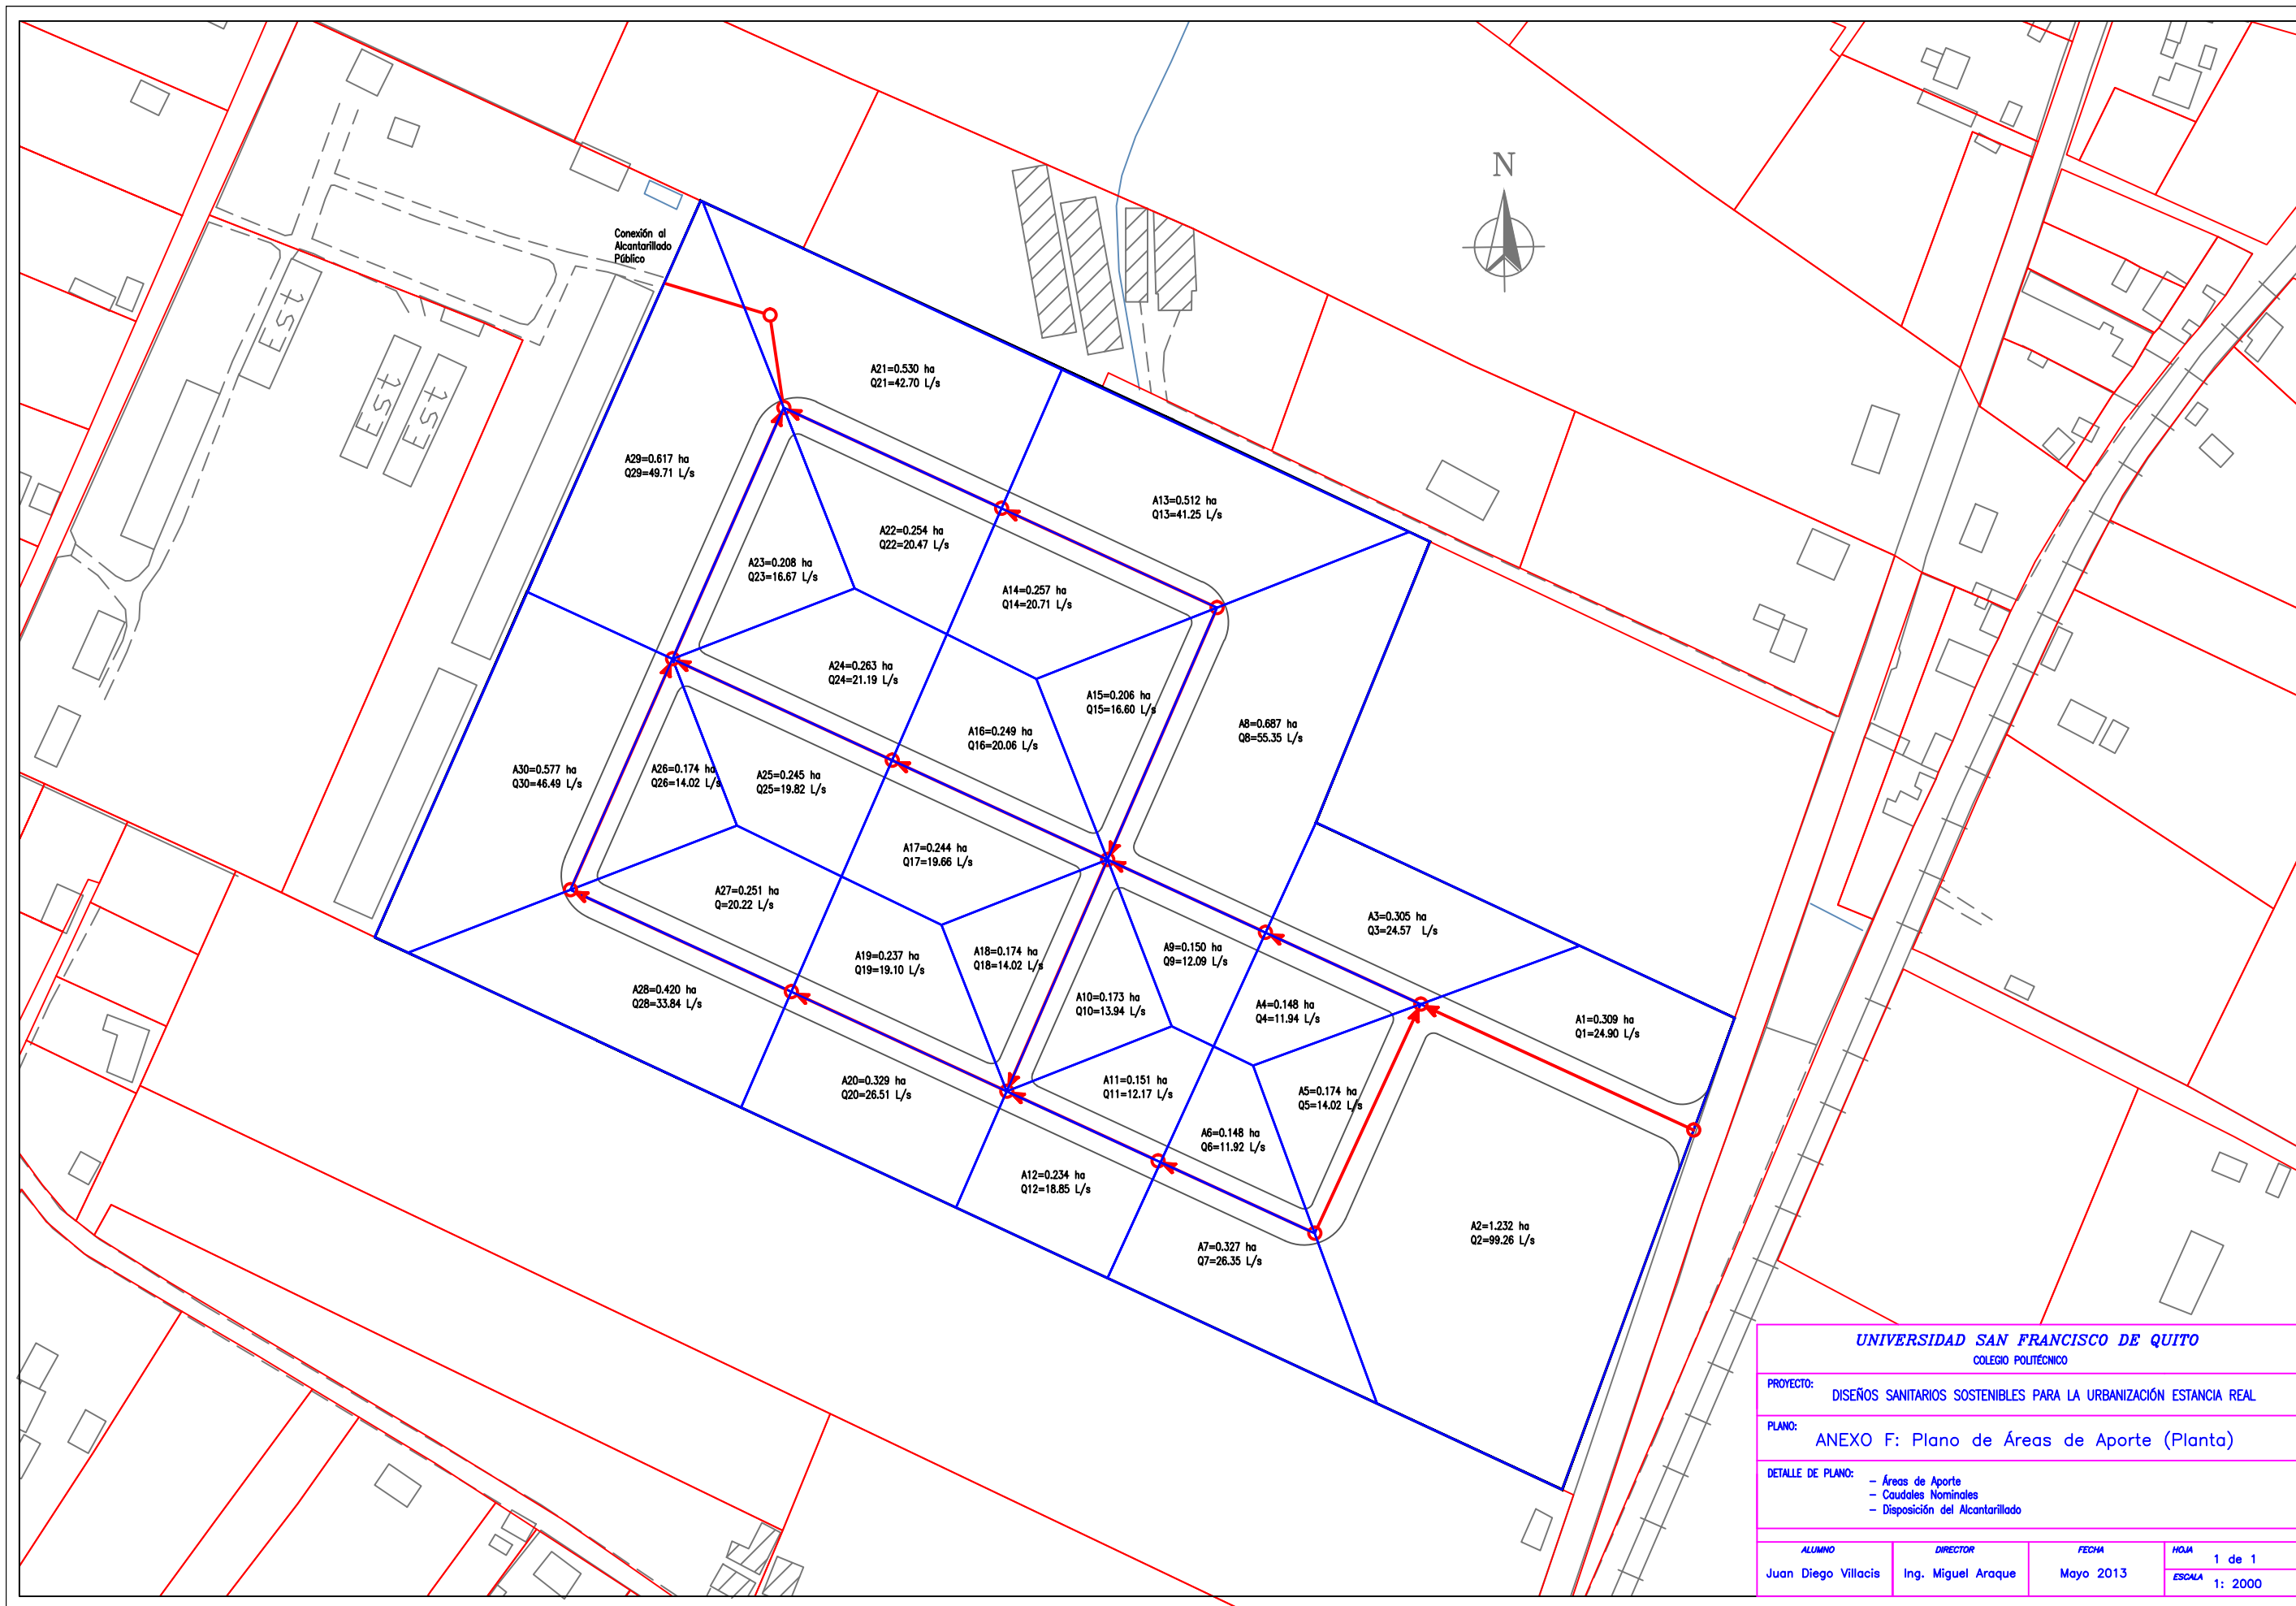 N
Conexión al
Alcantarillado
Público
Est
Est
Est
A21=0.530 ha
Q21=42.70 L/s
A29=0.617 ha
Q29=49.71 L/s
A13=0.512 ha
Q13=41.25 L/s
A22=0.254 ha
Q22=20.47 L/s
A23=0.208 ha
Q23=16.67 L/s
A14=0.257 ha
Q14=20.71 L/s
A24=0.263 ha
Q24=21.19 L/s
A15=0.206 ha
Q15=16.60 L/s
A16=0.249 ha
Q16=20.06 L/s
A8=0.687 ha
Q8=55.35 L/s
A30=0.577 ha
Q30=46.49 L/s
A26=0.174 ha
Q26=14.02 L/s
A25=0.245 ha
Q25=19.82 L/s
A17=0.244 ha
Q17=19.66 L/s
A27=0.251 ha
Q=20.22 L/s
A3=0.305 ha
Q3=24.57 L/s
A9=0.150 ha
Q9=12.09 L/s
A18=0.174 ha
Q18=14.02 L/s
A19=0.237 ha
Q19=19.10 L/s
A28=0.420 ha
Q28=33.84 L/s
A10=0.173 ha
Q10=13.94 L/s
A4=0.148 ha
Q4=11.94 L/s
A1=0.309 ha
Q1=24.90 L/s
A20=0.329 ha
Q20=26.51 L/s
A11=0.151 ha
Q11=12.17 L/s
A5=0.174 ha
Q5=14.02 L/s
A6=0.148 ha
Q6=11.92 L/s
A12=0.234 ha
Q12=18.85 L/s
A2=1.232 ha
Q2=99.26 L/s
A7=0.327 ha
Q7=26.35 L/s
UNIVERSIDAD SAN FRANCISCO DE QUITO
COLEGIO POLITÉCNICO
PROYECTO:
DISEÑOS SANITARIOS SOSTENIBLES PARA LA URBANIZACIÓN ESTANCIA REAL
PLANO:
ANEXO F: Plano de Áreas de Aporte (Planta)
DETALLE DE PLANO:
- Áreas de Aporte
- Caudales Nominales
- Disposición del Alcantarillado
ALUMNO
Juan Diego Villacis
DIRECTOR
Ing. Miguel Araque
FECHA
Mayo 2013
HOJA
1 de 1
ESCALA
1: 2000